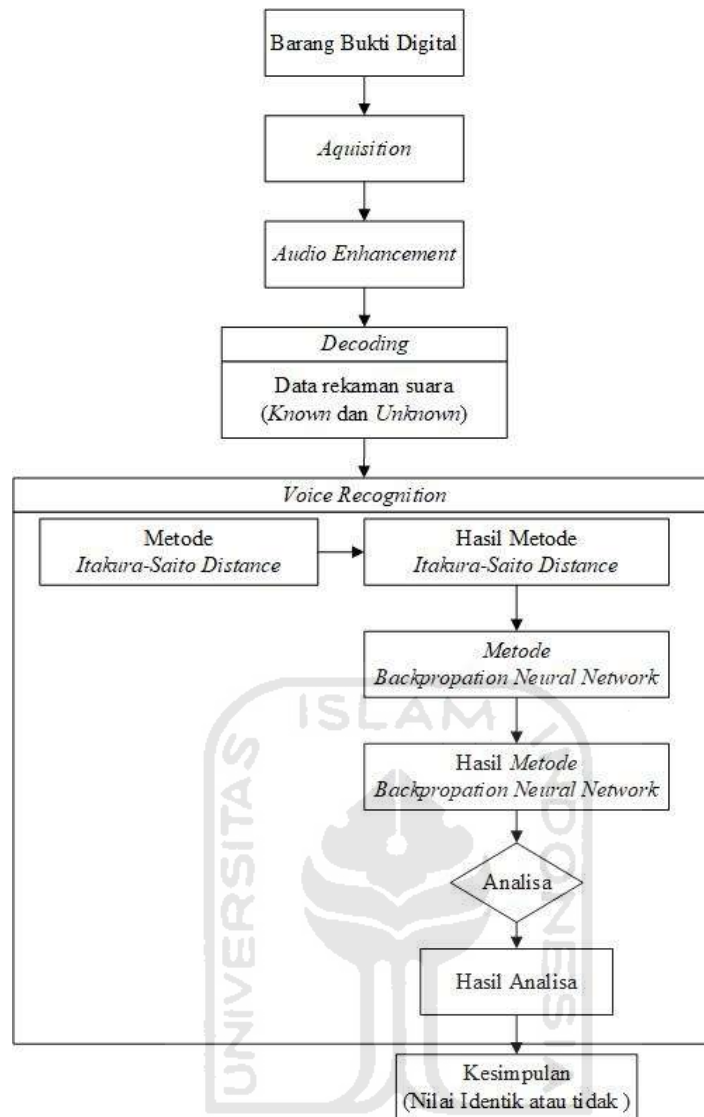 Barang Bukti Digital
Aquisition
Audio Enhancement
Decoding
Data rekaman suara
(Known dan Unknown)
Voice Recognition
Metode
Itakura-Saito Distance
Hasil Metode
Itakura-Saito Distance
Metode
Backpropation Neural Network
Hasil Metode
Backpropation Neural Network
Analisa
Hasil Analisa
Kesimpulan
(Nilai Identik atau tidak )
UNIVERSITAS
ISLAM
INDONESIA